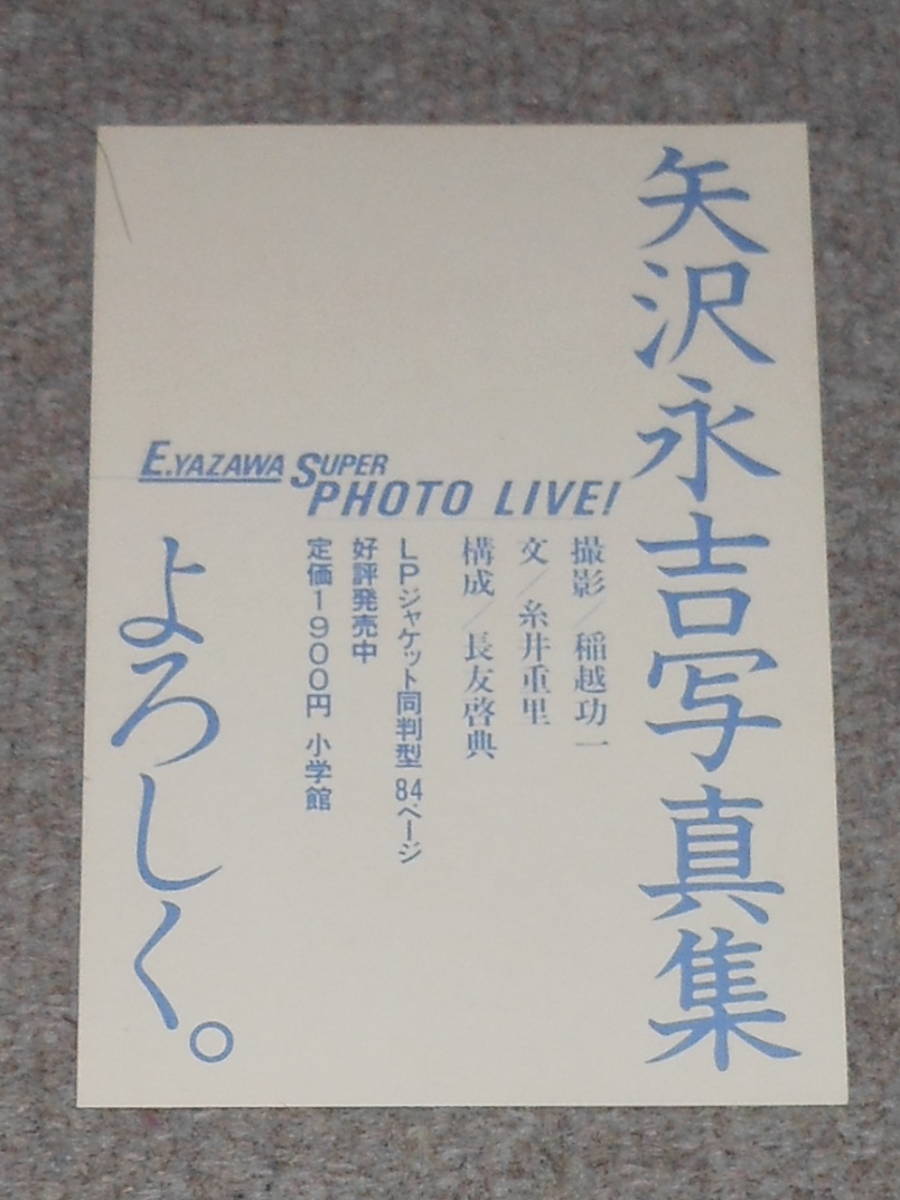 矢沢永吉写真集
E.YAZAWA SUPER
PHOTO LIVE!
撮影／稲越功一
文／糸井重里
構成／長友啓典
LPジャケット同判型 84ページ
好評発売中
定価1900円 小学館
よろしく。